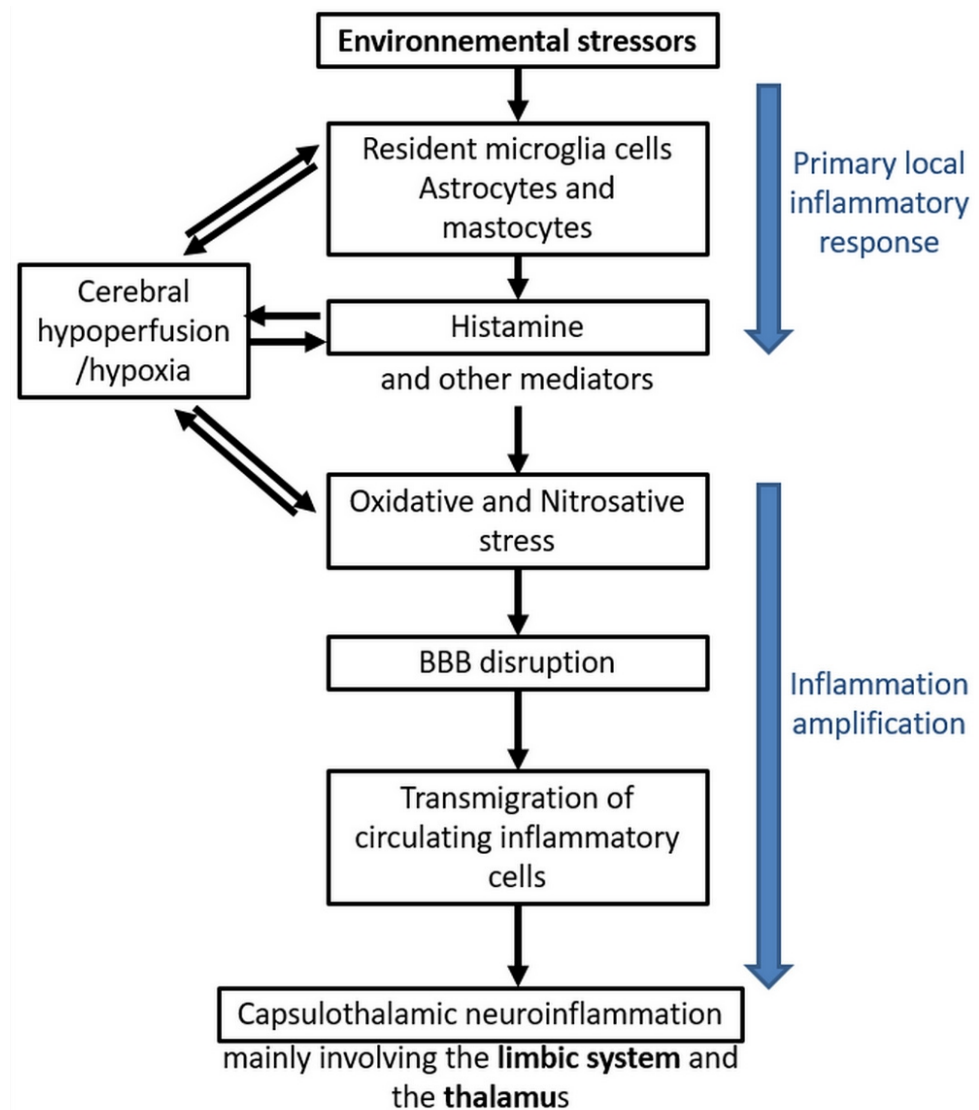 Environnemental stressors
Resident microglia cells
Astrocytes and
mastocytes
Primary local
inflammatory
response
Cerebral
hypoperfusion
/hypoxia
Histamine
and other mediators
Oxidative and Nitrosative
stress
BBB disruption
Inflammation
amplification
Transmigration of
circulating inflammatory
cells
Capsulothalamic neuroinflammation
mainly involving the limbic system and
the thalamus